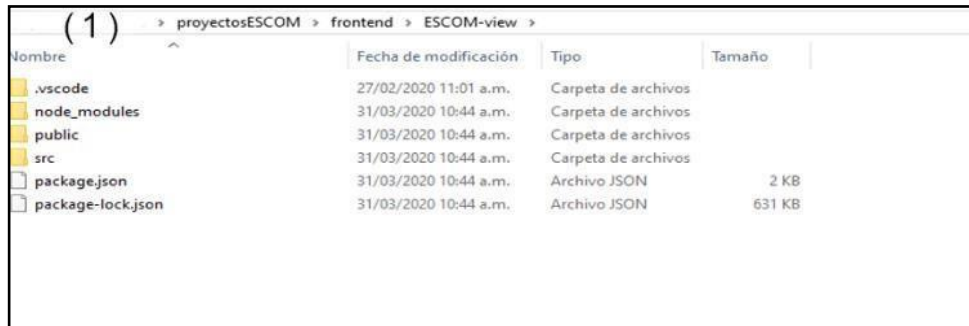 (1) > proyectosESCOM > frontend > ESCOM-view >
Nombre Fecha de modificación Tipo Tamaño
.vscode 27/02/2020 11:01 a.m. Carpeta de archivos
node_modules 31/03/2020 10:44 a.m. Carpeta de archivos
public 31/03/2020 10:44 a.m. Carpeta de archivos
src 31/03/2020 10:44 a.m. Carpeta de archivos
package.json 31/03/2020 10:44 a.m. Archivo JSON 2 KB
package-lock.json 31/03/2020 10:44 a.m. Archivo JSON 631 KB